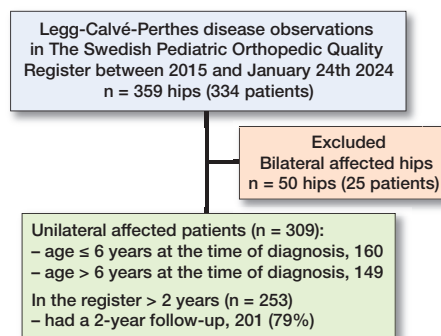 Legg-Calvé-Perthes disease observations
in The Swedish Pediatric Orthopedic Quality
Register between 2015 and January 24th 2024
n = 359 hips (334 patients)
Excluded
Bilateral affected hips
n = 50 hips (25 patients)
Unilateral affected patients (n = 309):
– age ≤ 6 years at the time of diagnosis, 160
– age > 6 years at the time of diagnosis, 149
In the register > 2 years (n = 253)
– had a 2-year follow-up, 201 (79%)